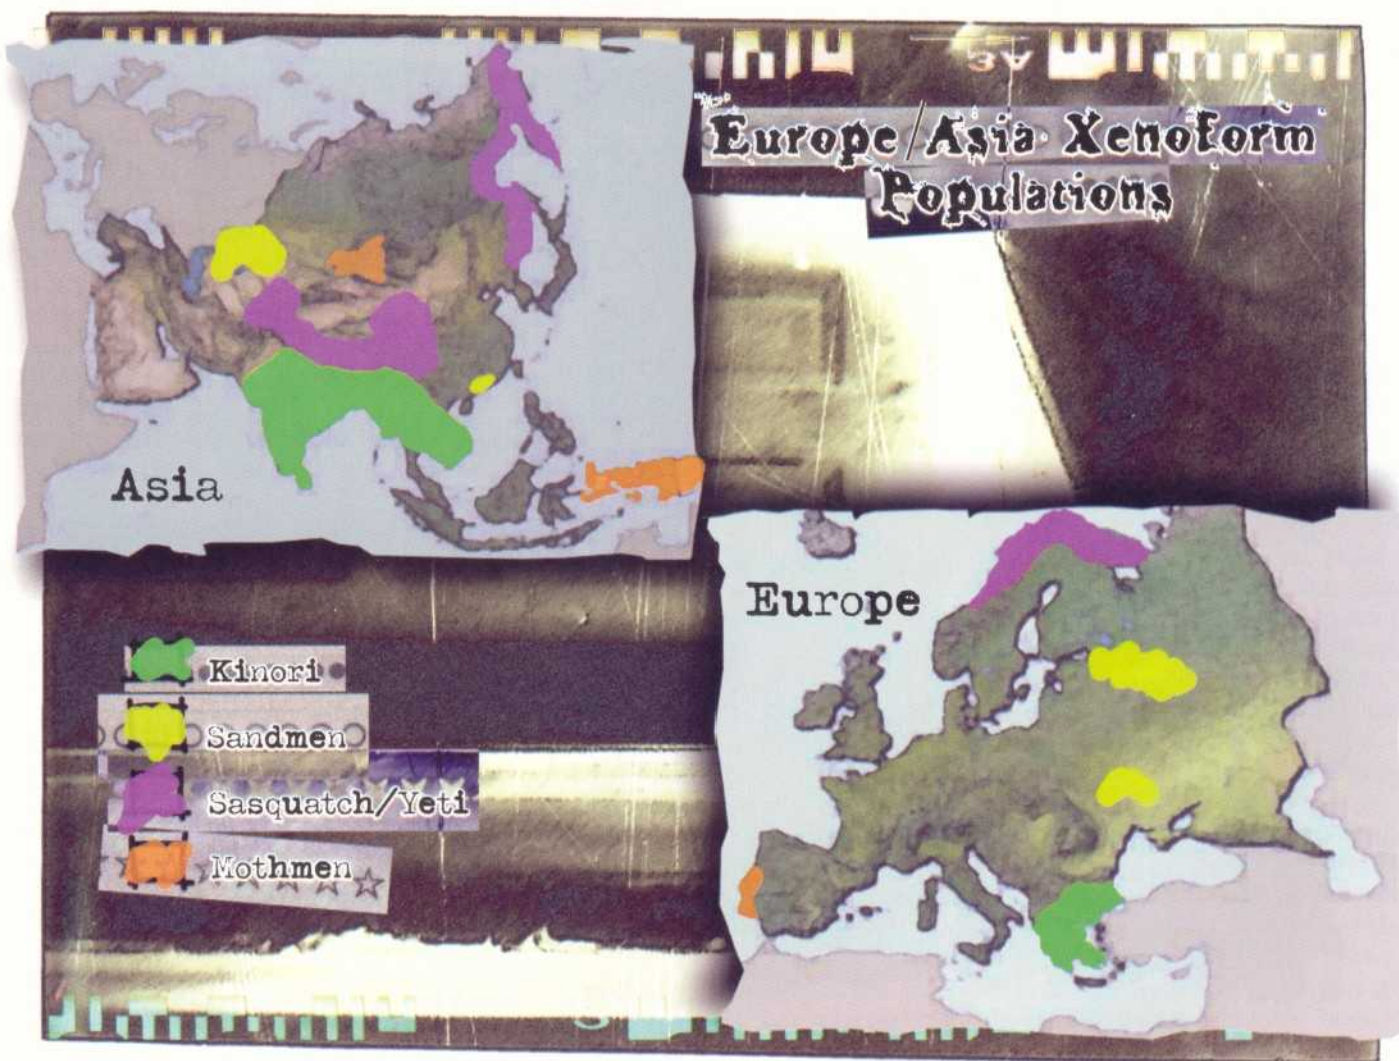 Europe/Asia Xenoform
Populations
Asia
Europe
Kinori
Sandmen
Sasquatch/Yeti
Mothmen